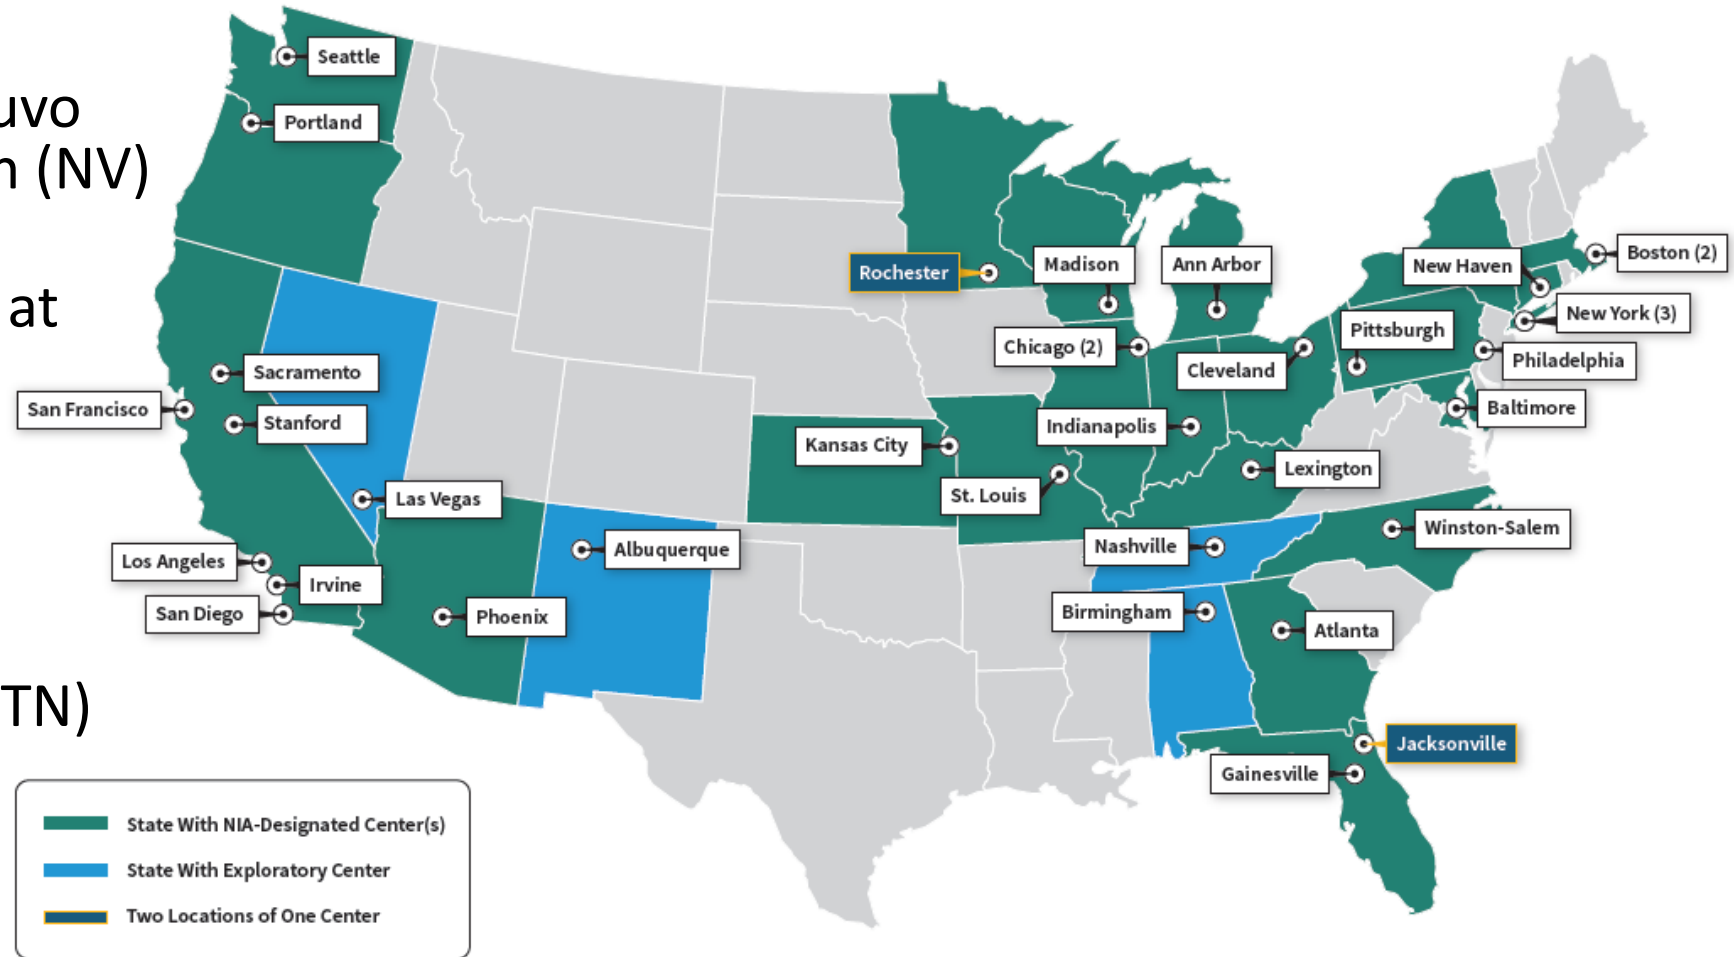 uvo
n (NV)
at
TN)
Seattle
Portland
Rochester
Madison
Ann Arbor
Boston (2)
New Haven
New York (3)
Pittsburgh
Chicago (2)
Cleveland
Philadelphia
Sacramento
San Francisco
Stanford
Baltimore
Indianapolis
Kansas City
Lexington
St. Louis
Las Vegas
Winston-Salem
Nashville
Albuquerque
Los Angeles
Irvine
San Diego
Phoenix
Birmingham
Atlanta
Jacksonville
Gainesville
State With NIA-Designated Center(s)
State With Exploratory Center
Two Locations of One Center